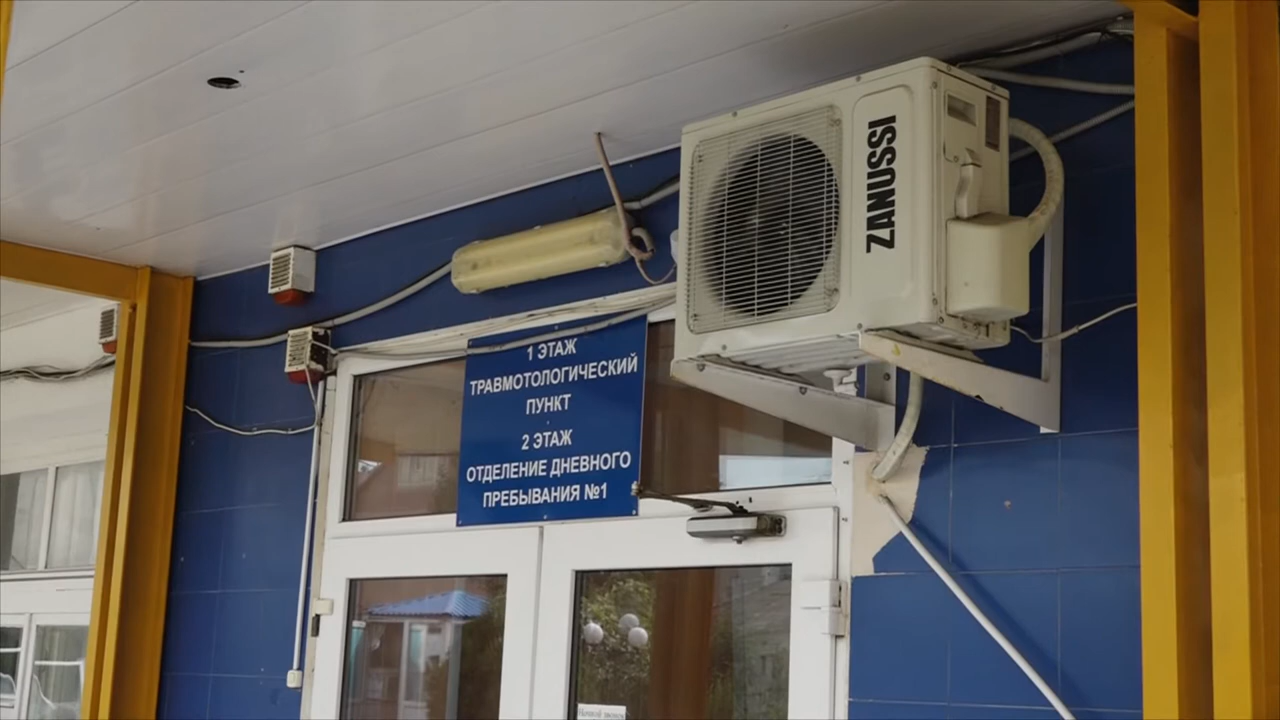 ZANUSSI
1 ЭТАЖ
ТРАВМОТОЛОГИЧЕСКИЙ
ПУНКТ
2 ЭТАЖ
ОТДЕЛЕНИЕ ДНЕВНОГО
ПРЕБЫВАНИЯ №1